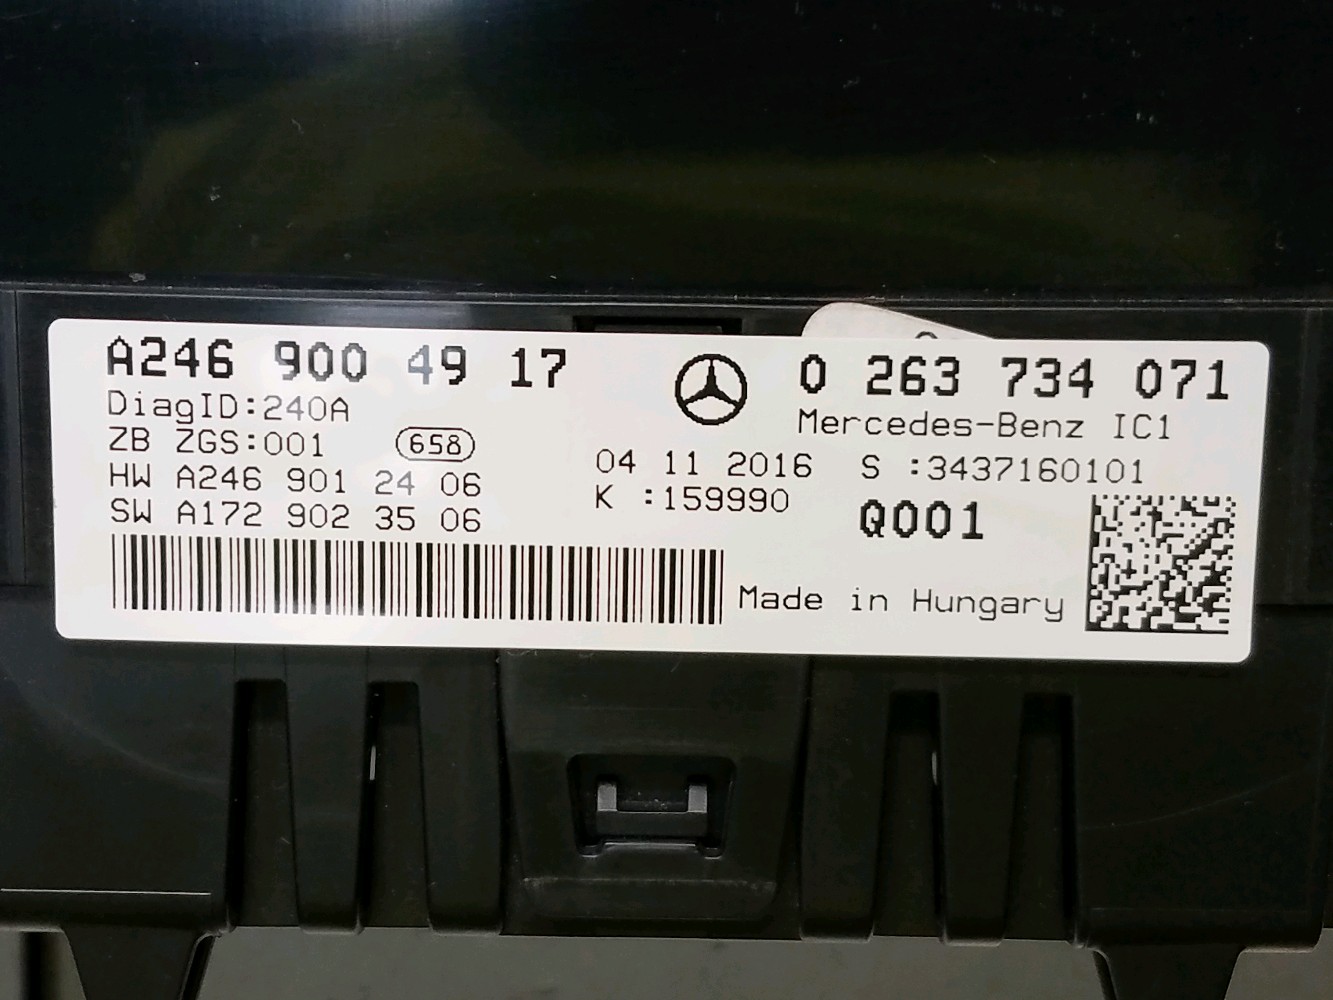 A246 900 49 17
0 263 734 071
DiagID:240A
Mercedes-Benz IC1
ZB ZGS:001
658
04 11 2016
S :3437160101
HW A246 901 24 06
K :159990
SW A172 902 35 06
Q001
Made in Hungary